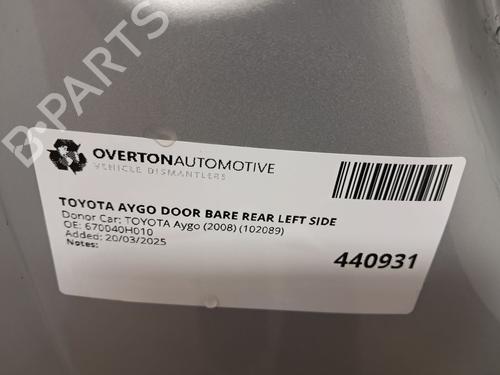 B-PARTS
OVERTONAUTOMOTIVE
VEHICLE DISMANTLERS
TOYOTA AYGO DOOR BARE REAR LEFT SIDE
Donor Car: TOYOTA Aygo (2008) (102089)
OE: 670040H010
Added: 20/03/2025
Notes:
440931